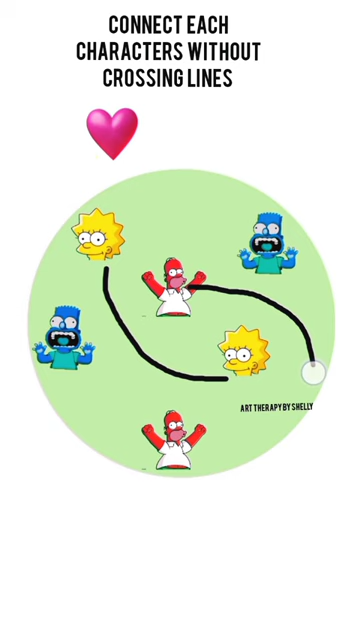 CONNECT EACH
CHARACTERS WITHOUT
CROSSING LINES
ART THERAPY BY SHELLY